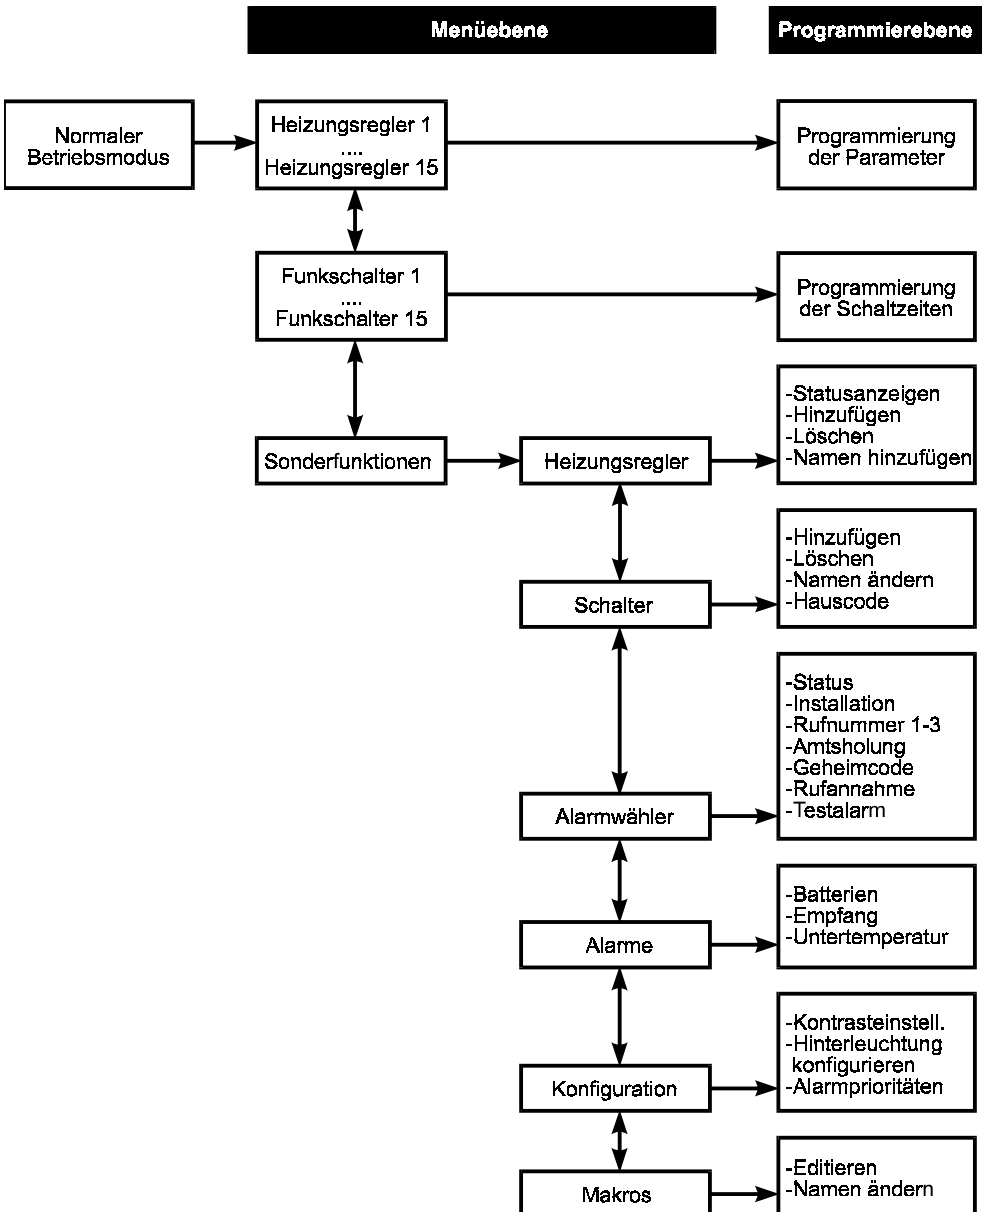 Menüebene
Programmierebene
Normaler
Betriebsmodus
Heizungsregler 1
....
Heizungsregler 15
Programmierung
der Parameter
Funkschalter 1
....
Funkschalter 15
Programmierung
der Schaltzeiten
Sonderfunktionen
Heizungsregler
-Statusanzeigen
-Hinzufügen
-Löschen
-Namen hinzufügen
Schalter
-Hinzufügen
-Löschen
-Namen ändern
-Hauscode
Alarmwähler
-Status
-Installation
-Rufnummer 1-3
-Amtsholung
-Geheimcode
-Rufannahme
-Testalarm
Alarme
-Batterien
-Empfang
-Untertemperatur
Konfiguration
-Kontrasteinstell.
-Hinterleuchtung
konfigurieren
-Alarmprioritäten
Makros
-Editieren
-Namen ändern